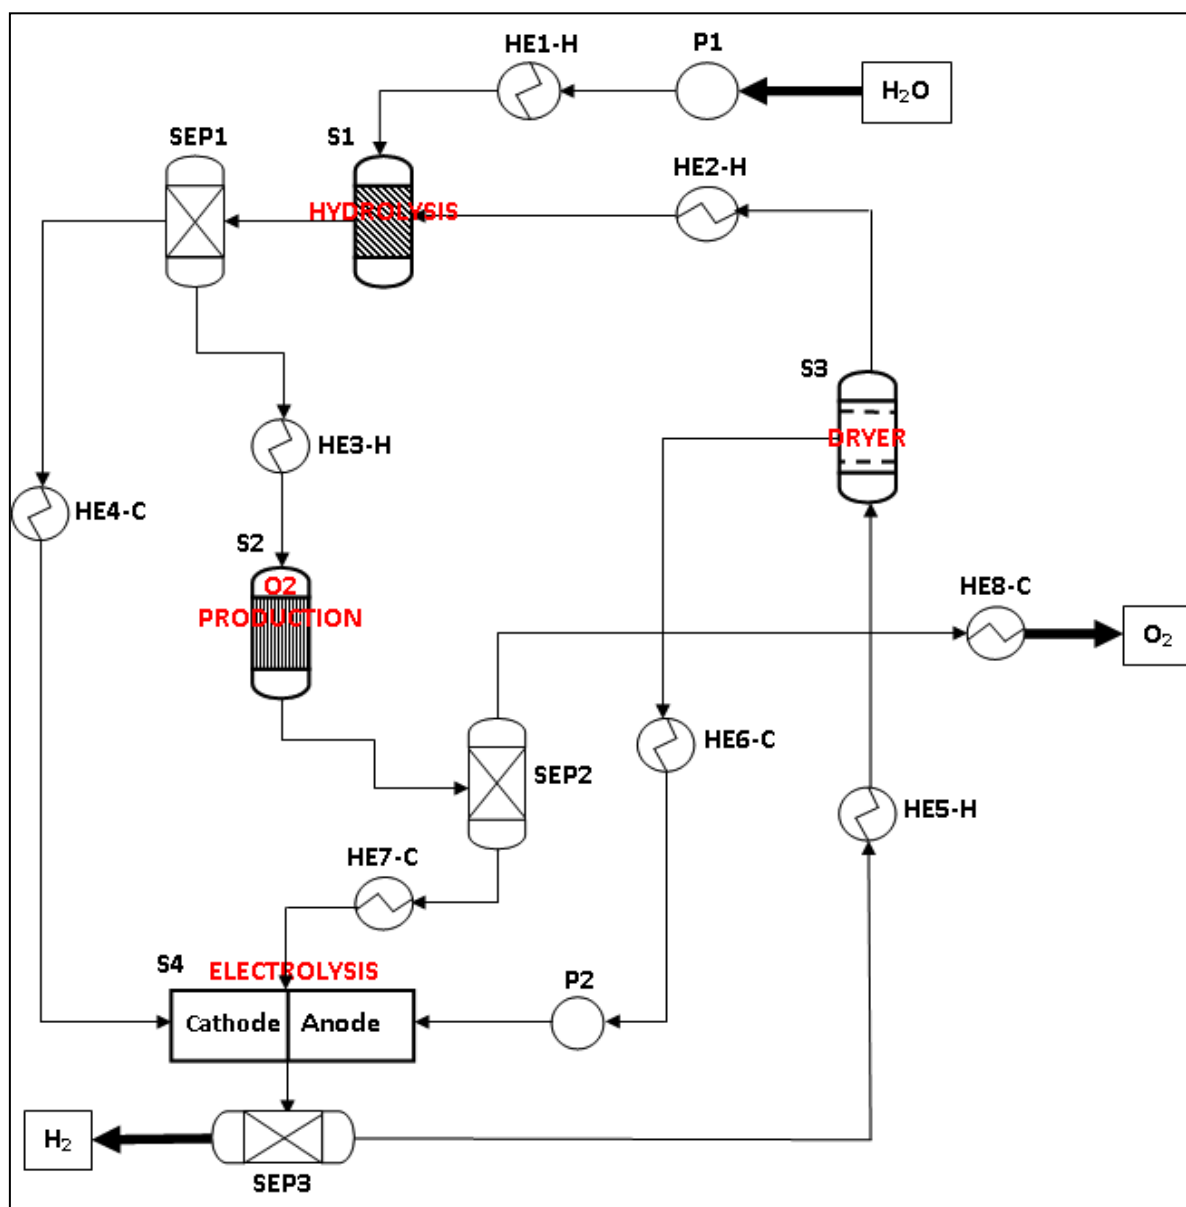 HE1-H
P1
H₂O
SEP1
S1
HE2-H
HYDROLYSIS
S3
DRYER
HE3-H
HE4-C
S2
O2
PRODUCTION
HE8-C
O₂
HE6-C
SEP2
HE5-H
HE7-C
S4
ELECTROLYSIS
P2
Cathode
Anode
H₂
SEP3